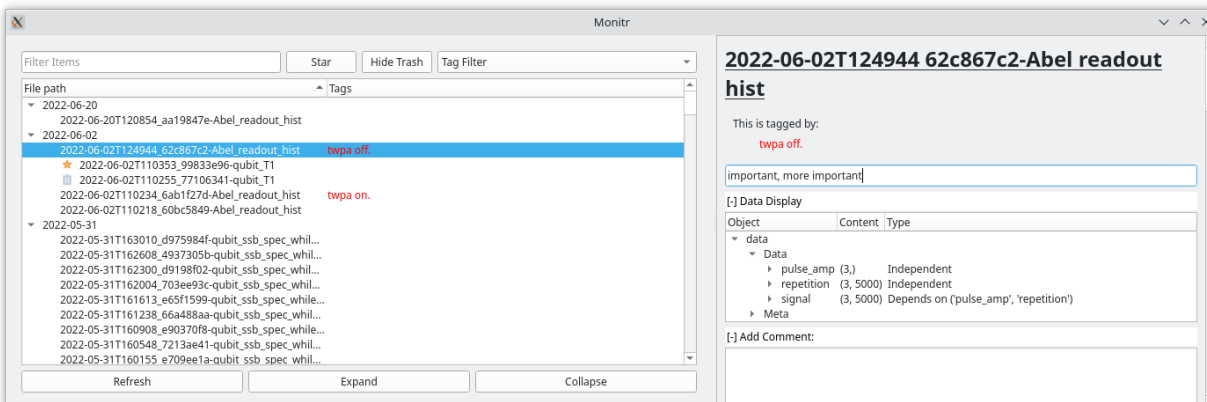 Monitr
Filter Items
Star
Hide Trash
Tag Filter
File path
Tags
2022-06-20
2022-06-20T120854_aa19847e-Abel_readout_hist
2022-06-02
2022-06-02T124944_62c867c2-Abel_readout_hist twpa off.
2022-06-02T110353_99833e96-qubit_T1
2022-06-02T110255_77106341-qubit_T1
2022-06-02T110234_6ab1f27d-Abel_readout_hist twpa on.
2022-06-02T110218_60bc5849-Abel_readout_hist
2022-05-31
2022-05-31T163010_d975984f-qubit_ssb_spec_whil...
2022-05-31T162608_4937305b-qubit_ssb_spec_whil...
2022-05-31T162300_d9198f02-qubit_ssb_spec_whil...
2022-05-31T162004_703ee93c-qubit_ssb_spec_whil...
2022-05-31T161613_e65f1599-qubit_ssb_spec_while...
2022-05-31T161238_66a488aa-qubit_ssb_spec_whil...
2022-05-31T160908_e90370f8-qubit_ssb_spec_while...
2022-05-31T160548_7213ae41-qubit_ssb_spec_whil...
2022-05-31T160155_e709ee1a-qubit_ssb_spec_whil...
Refresh
Expand
Collapse
2022-06-02T124944 62c867c2-Abel readout
hist
This is tagged by:
twpa off.
important, more important
[-] Data Display
Object Content Type
data
Data
pulse_amp (3,) Independent
repetition (3, 5000) Independent
signal (3, 5000) Depends on ('pulse_amp', 'repetition')
Meta
[-] Add Comment: